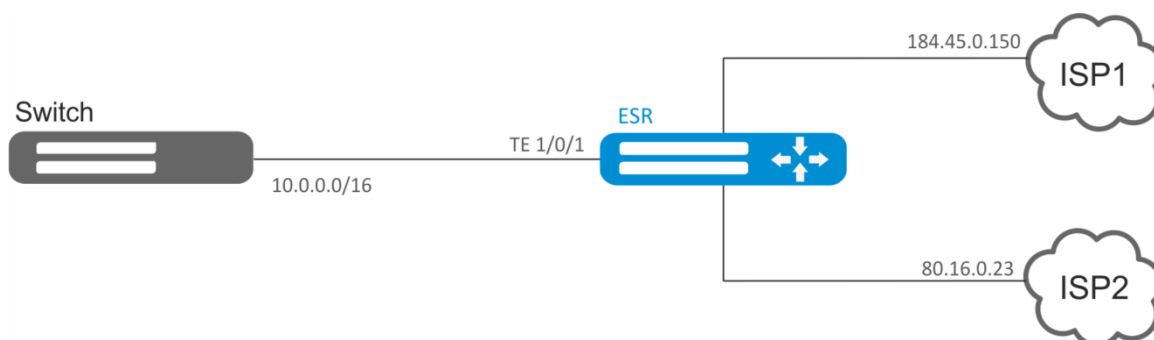 184.45.0.150
ISP1
Switch
ESR
TE 1/0/1
10.0.0.0/16
80.16.0.23
ISP2